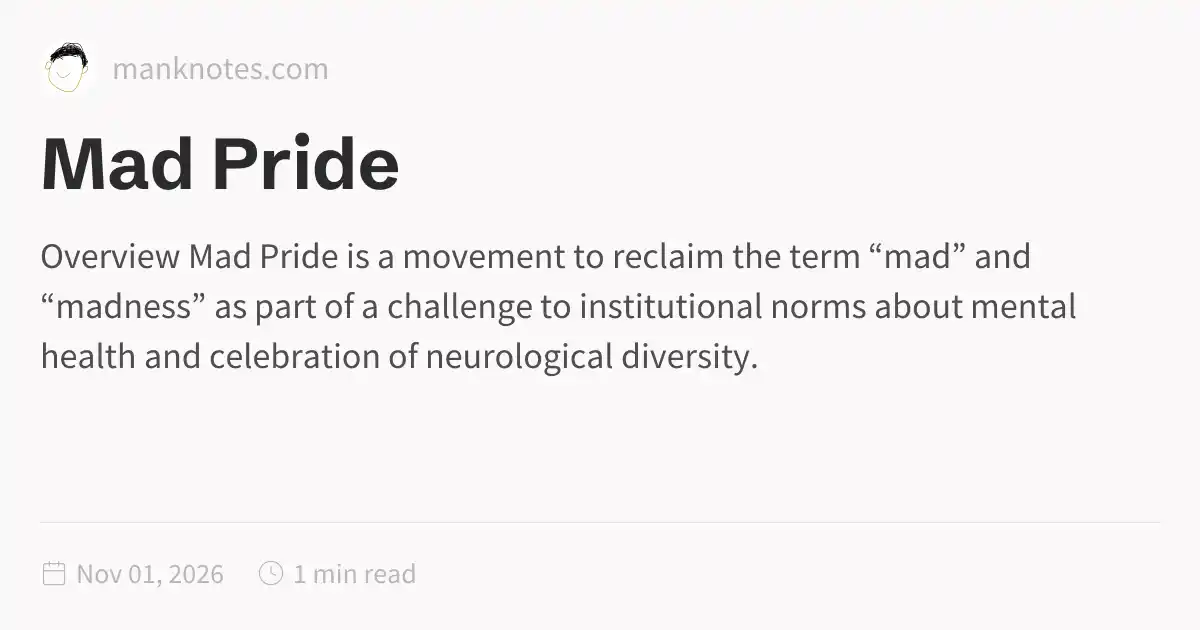 manknotes.com
Mad Pride
Overview Mad Pride is a movement to reclaim the term “mad” and
“madness” as part of a challenge to institutional norms about mental
health and celebration of neurological diversity.
Nov 01, 2026 1 min read